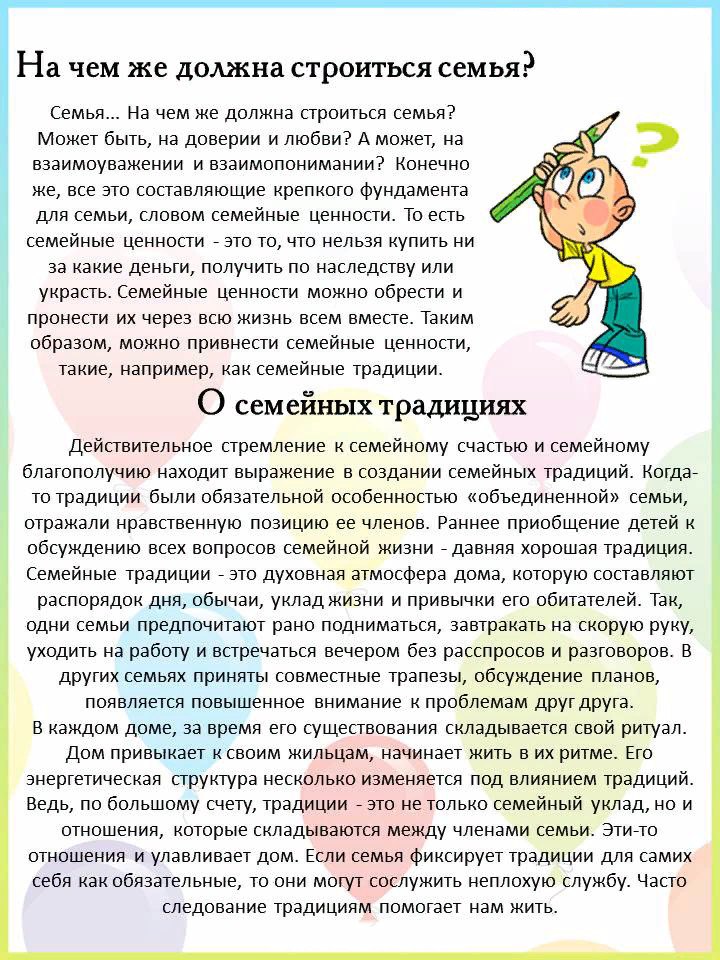 На чем же должна строиться семья?
Семья... На чем же должна строиться семья?
Может быть, на доверии и любви? А может, на
взаимоуважении и взаимопонимании? Конечно
же, все это составляющие крепкого фундамента
для семьи, словом семейные ценности. То есть
семейные ценности - это то, что нельзя купить ни
за какие деньги, получить по наследству или
украсть. Семейные ценности можно обрести и
пронести их через всю жизнь всем вместе. Таким
образом, можно привнести семейные ценности,
такие, например, как семейные традиции.
?
О семейных традициях
Действительное стремление к семейному счастью и семейному
благополучию находит выражение в создании семейных традиций. Когда-
то традиции были обязательной особенностью «объединенной» семьи,
отражали нравственную позицию ее членов. Раннее приобщение детей к
обсуждению всех вопросов семейной жизни - давняя хорошая традиция.
Семейные традиции - это духовная атмосфера дома, которую составляют
распорядок дня, обычаи, уклад жизни и привычки его обитателей. Так,
одни семьи предпочитают рано подниматься, завтракать на скорую руку,
уходить на работу и встречаться вечером без расспросов и разговоров. В
других семьях приняты совместные трапезы, обсуждение планов,
появляется повышенное внимание к проблемам друг друга.
В каждом доме, за время его существования складывается свой ритуал.
Дом привыкает к своим жильцам, начинает жить в их ритме. Его
энергетическая структура несколько изменяется под влиянием традиций.
Ведь, по большому счету, традиции - это не только семейный уклад, но и
отношения, которые складываются между членами семьи. Эти-то
отношения и улавливает дом. Если семья фиксирует традиции для самих
себя как обязательные, то они могут сослужить неплохую службу. Часто
следование традициям помогает нам жить.